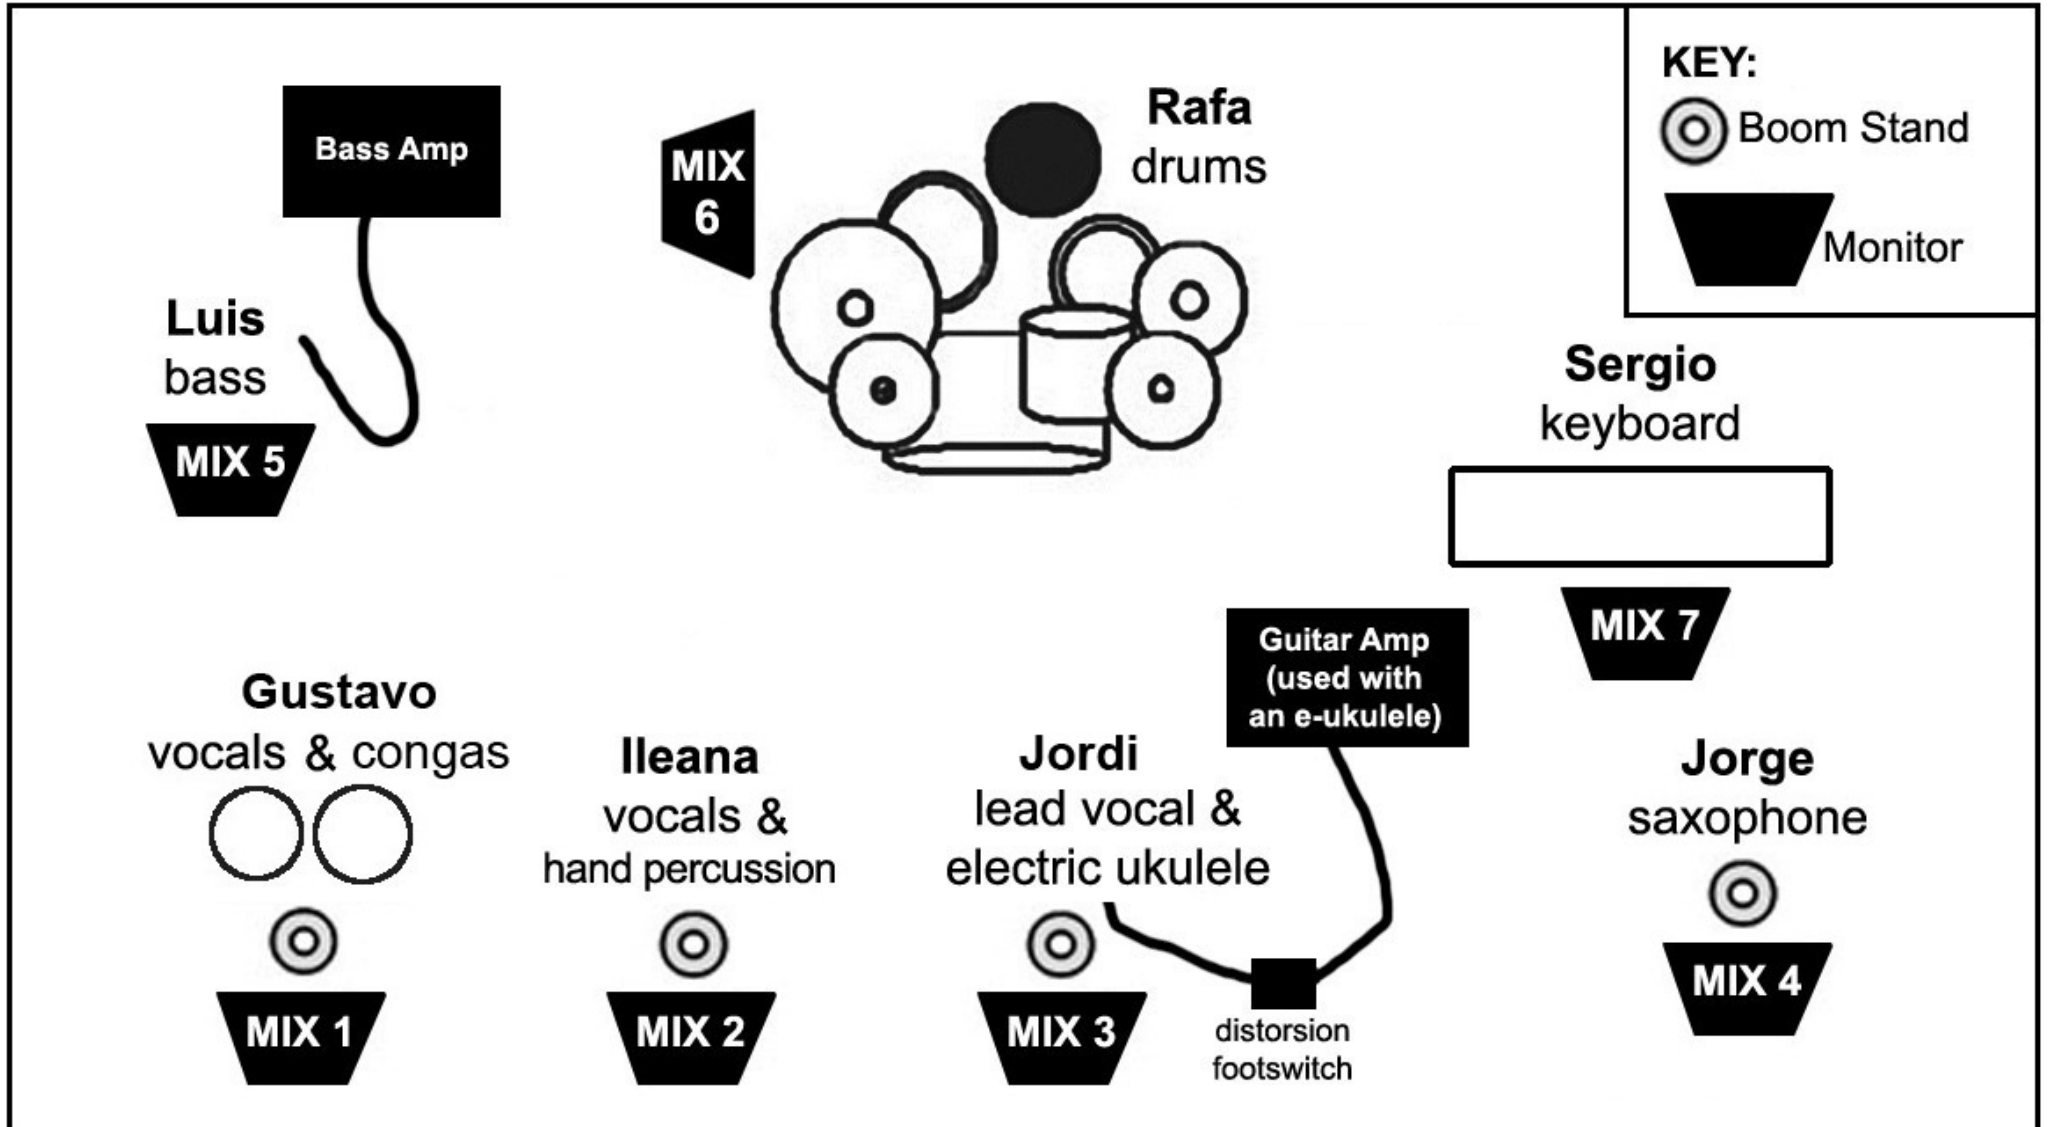 KEY:
Boom Stand
Monitor
Bass Amp
MIX
6
Rafa
drums
Luis
bass
MIX 5
Sergio
keyboard
MIX 7
Guitar Amp
(used with
an e-ukulele)
Gustavo
vocals & congas
MIX 1
Ileana
vocals &
hand percussion
MIX 2
Jordi
lead vocal &
electric ukulele
MIX 3
distorsion
footswitch
Jorge
saxophone
MIX 4